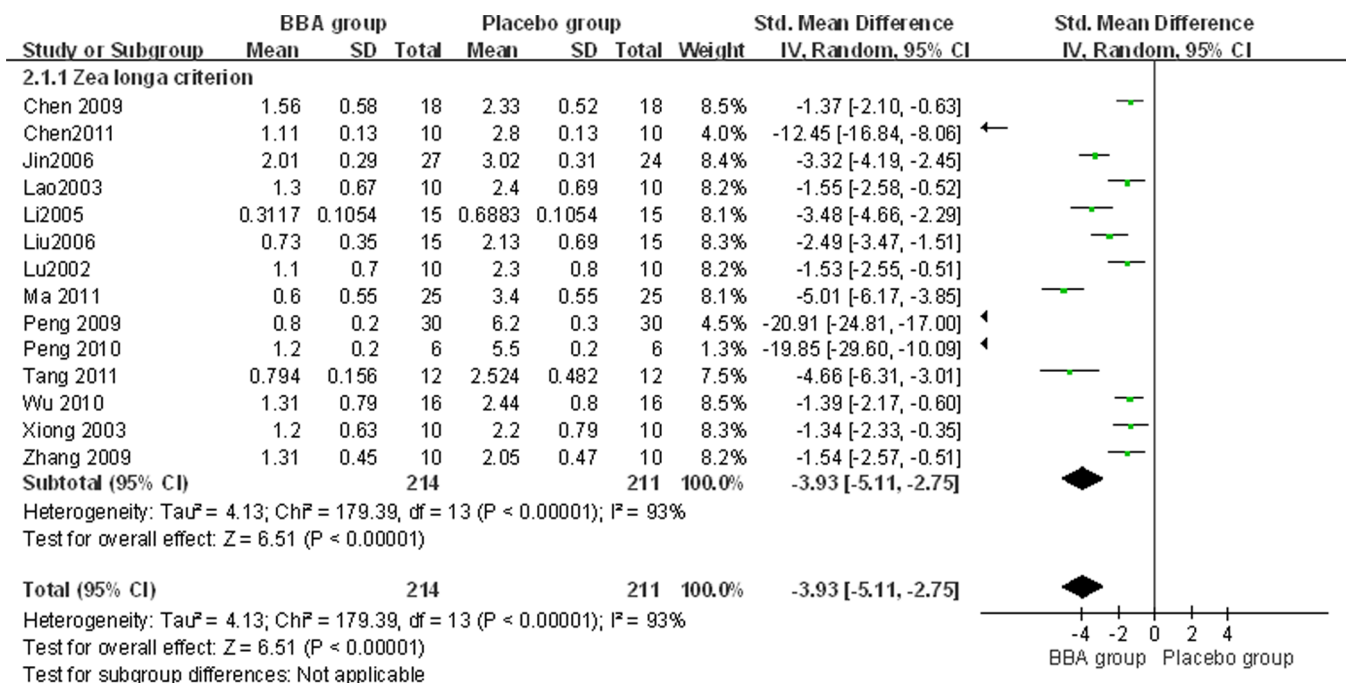 BBA group Placebo group Std. Mean Difference Std. Mean Difference
Study or Subgroup Mean SD Total Mean SD Total Weight IV, Random, 95% CI IV, Random, 95% CI
2.1.1 Zea longa criterion
Chen 2009 1.56 0.58 18 2.33 0.52 18 8.5% -1.37 [-2.10, -0.63]
Chen2011 1.11 0.13 10 2.8 0.13 10 4.0% -12.45 [-16.84, -8.06]
Jin2006 2.01 0.29 27 3.02 0.31 24 8.4% -3.32 [-4.19, -2.45]
Lao2003 1.3 0.67 10 2.4 0.69 10 8.2% -1.55 [-2.58, -0.52]
Li2005 0.3117 0.1054 15 0.6883 0.1054 15 8.1% -3.48 [-4.66, -2.29]
Liu2006 0.73 0.35 15 2.13 0.69 15 8.3% -2.49 [-3.47, -1.51]
Lu2002 1.1 0.7 10 2.3 0.8 10 8.2% -1.53 [-2.55, -0.51]
Ma 2011 0.6 0.55 25 3.4 0.55 25 8.1% -5.01 [-6.17, -3.85]
Peng 2009 0.8 0.2 30 6.2 0.3 30 4.5% -20.91 [-24.81, -17.00]
Peng 2010 1.2 0.2 6 5.5 0.2 6 1.3% -19.85 [-29.60, -10.09]
Tang 2011 0.794 0.156 12 2.524 0.482 12 7.5% -4.66 [-6.31, -3.01]
Wu 2010 1.31 0.79 16 2.44 0.8 16 8.5% -1.39 [-2.17, -0.60]
Xiong 2003 1.2 0.63 10 2.2 0.79 10 8.3% -1.34 [-2.33, -0.35]
Zhang 2009 1.31 0.45 10 2.05 0.47 10 8.2% -1.54 [-2.57, -0.51]
Subtotal (95% CI) 214 211 100.0% -3.93 [-5.11, -2.75]
Heterogeneity: Tau² = 4.13; Chi² = 179.39, df = 13 (P < 0.00001); I² = 93%
Test for overall effect: Z = 6.51 (P < 0.00001)
Total (95% CI) 214 211 100.0% -3.93 [-5.11, -2.75]
Heterogeneity: Tau² = 4.13; Chi² = 179.39, df = 13 (P < 0.00001); I² = 93%
Test for overall effect: Z = 6.51 (P < 0.00001)
Test for subgroup differences: Not applicable
-4 -2 0 2 4
BBA group Placebo group